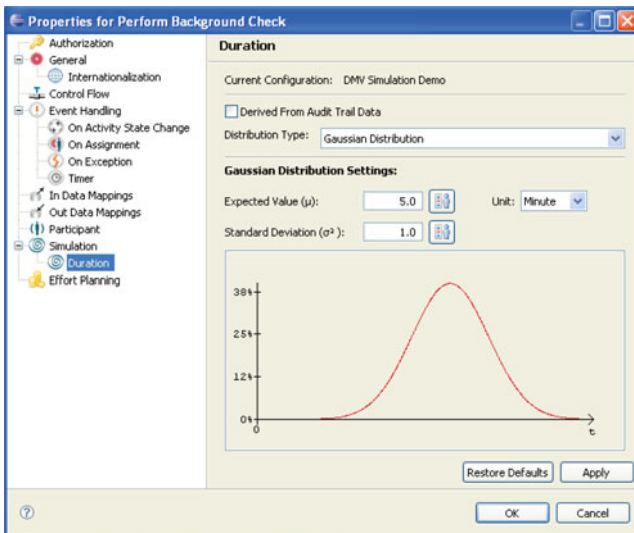 Properties for Perform Background Check
Authorization
General
Internationalization
Control Flow
Event Handling
On Activity State Change
On Assignment
On Exception
Timer
In Data Mappings
Out Data Mappings
Participant
Simulation
Duration
Effort Planning
Duration
Current Configuration: DMV Simulation Demo
Derived From Audit Trail Data
Distribution Type: Gaussian Distribution
Gaussian Distribution Settings:
Expected Value (μ): 5.0 Unit: Minute
Standard Deviation (σ² ): 1.0
38%
25%
12%
0%
0
t
Restore Defaults Apply
OK Cancel